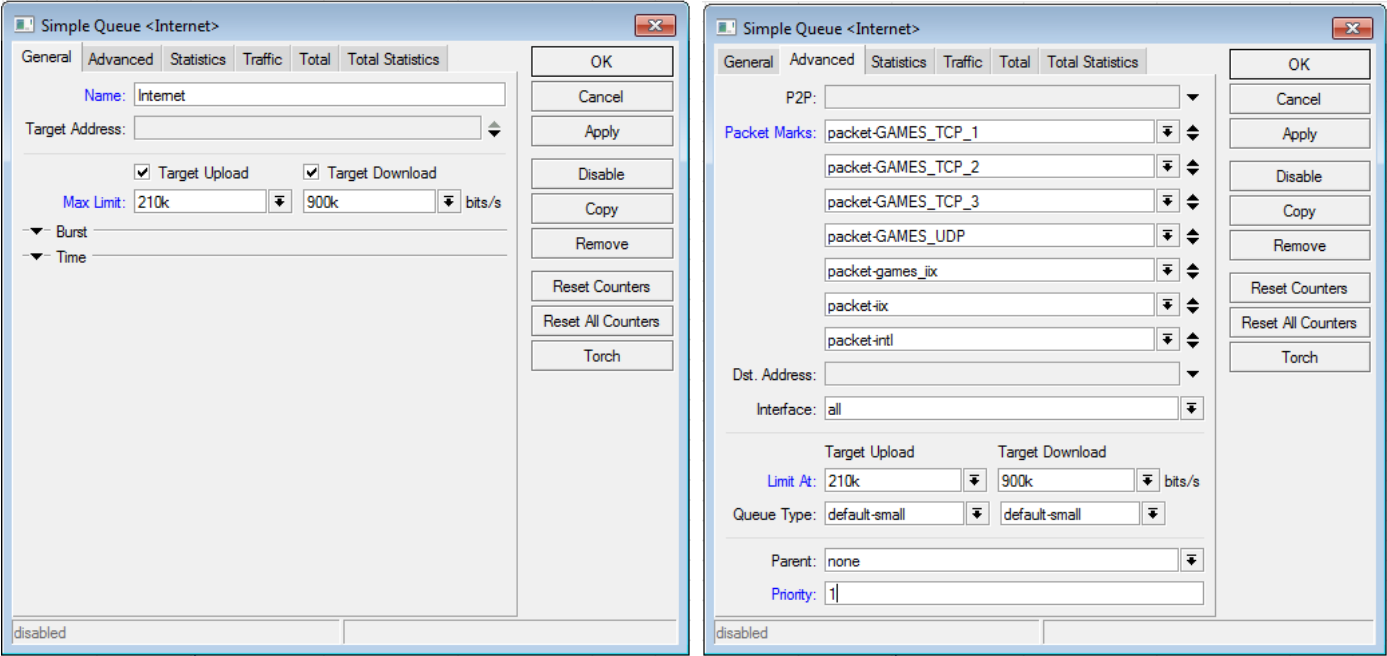 Simple Queue <Internet>
General Advanced Statistics Traffic Total Total Statistics
Name: Internet
Target Address:
Target Upload Target Download
Max Limit: 210k 900k bits/s
Burst
Time
OK
Cancel
Apply
Disable
Copy
Remove
Reset Counters
Reset All Counters
Torch
disabled
Simple Queue <Internet>
General Advanced Statistics Traffic Total Total Statistics
P2P:
Packet Marks: packet-GAMES_TCP_1
packet-GAMES_TCP_2
packet-GAMES_TCP_3
packet-GAMES_UDP
packet-games_iix
packet-iix
packet-intl
Dst. Address:
Interface: all
Target Upload Target Download
Limit At: 210k 900k bits/s
Queue Type: default-small default-small
Parent: none
Priority: 1
OK
Cancel
Apply
Disable
Copy
Remove
Reset Counters
Reset All Counters
Torch
disabled